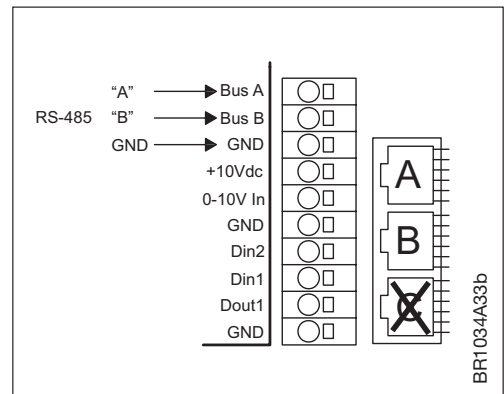 “A” Bus A
RS-485 “B” Bus B
GND GND
+10Vdc
0-10V In
GND
Din2
Din1
Dout1
GND
A
B
C
BR1034A33b